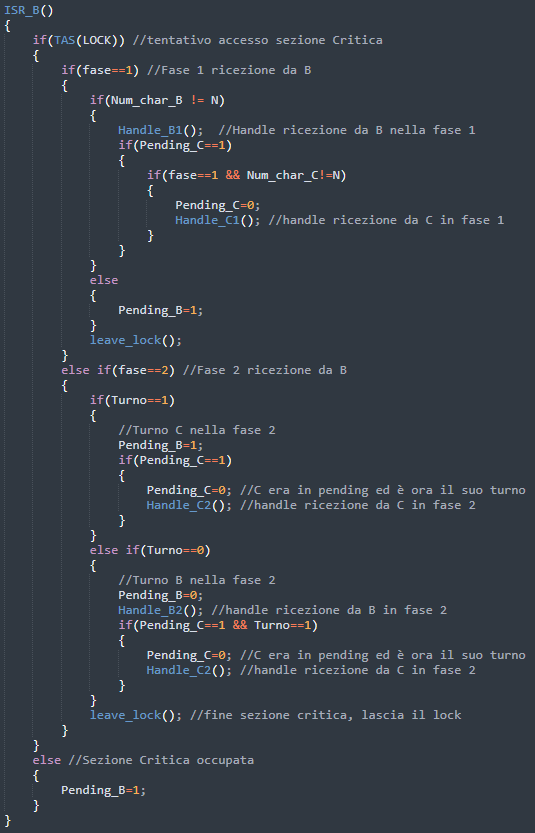 ISR_B()
{
    if(TAS(LOCK)) //tentativo accesso sezione Critica
    {
        if(fase==1) //Fase 1 ricezione da B
        {
            if(Num_char_B != N)
            {
                Handle_B1();  //Handle ricezione da B nella fase 1
                if(Pending_C==1)
                {
                    if(fase==1 && Num_char_C!=N)
                    {
                        Pending_C=0;
                        Handle_C1(); //handle ricezione da C in fase 1
                    }
                }
            }
            else
            {
                Pending_B=1;
            }
            leave_lock();
        }
        else if(fase==2) //Fase 2 ricezione da B
        {
            if(Turno==1)
            {
                //Turno C nella fase 2
                Pending_B=1;
                if(Pending_C==1)
                {
                    Pending_C=0; //C era in pending ed è ora il suo turno
                    Handle_C2(); //handle ricezione da C in fase 2
                }
            }
            else if(Turno==0)
            {
                //Turno B nella fase 2
                Pending_B=0;
                Handle_B2(); //handle ricezione da B in fase 2
                if(Pending_C==1 && Turno==1)
                {
                    Pending_C=0; //C era in pending ed è ora il suo turno
                    Handle_C2(); //handle ricezione da C in fase 2
                }
            }
            leave_lock(); //fine sezione critica, lascia il lock
        }
    }
    else //Sezione Critica occupata
    {
        Pending_B=1;
    }
}